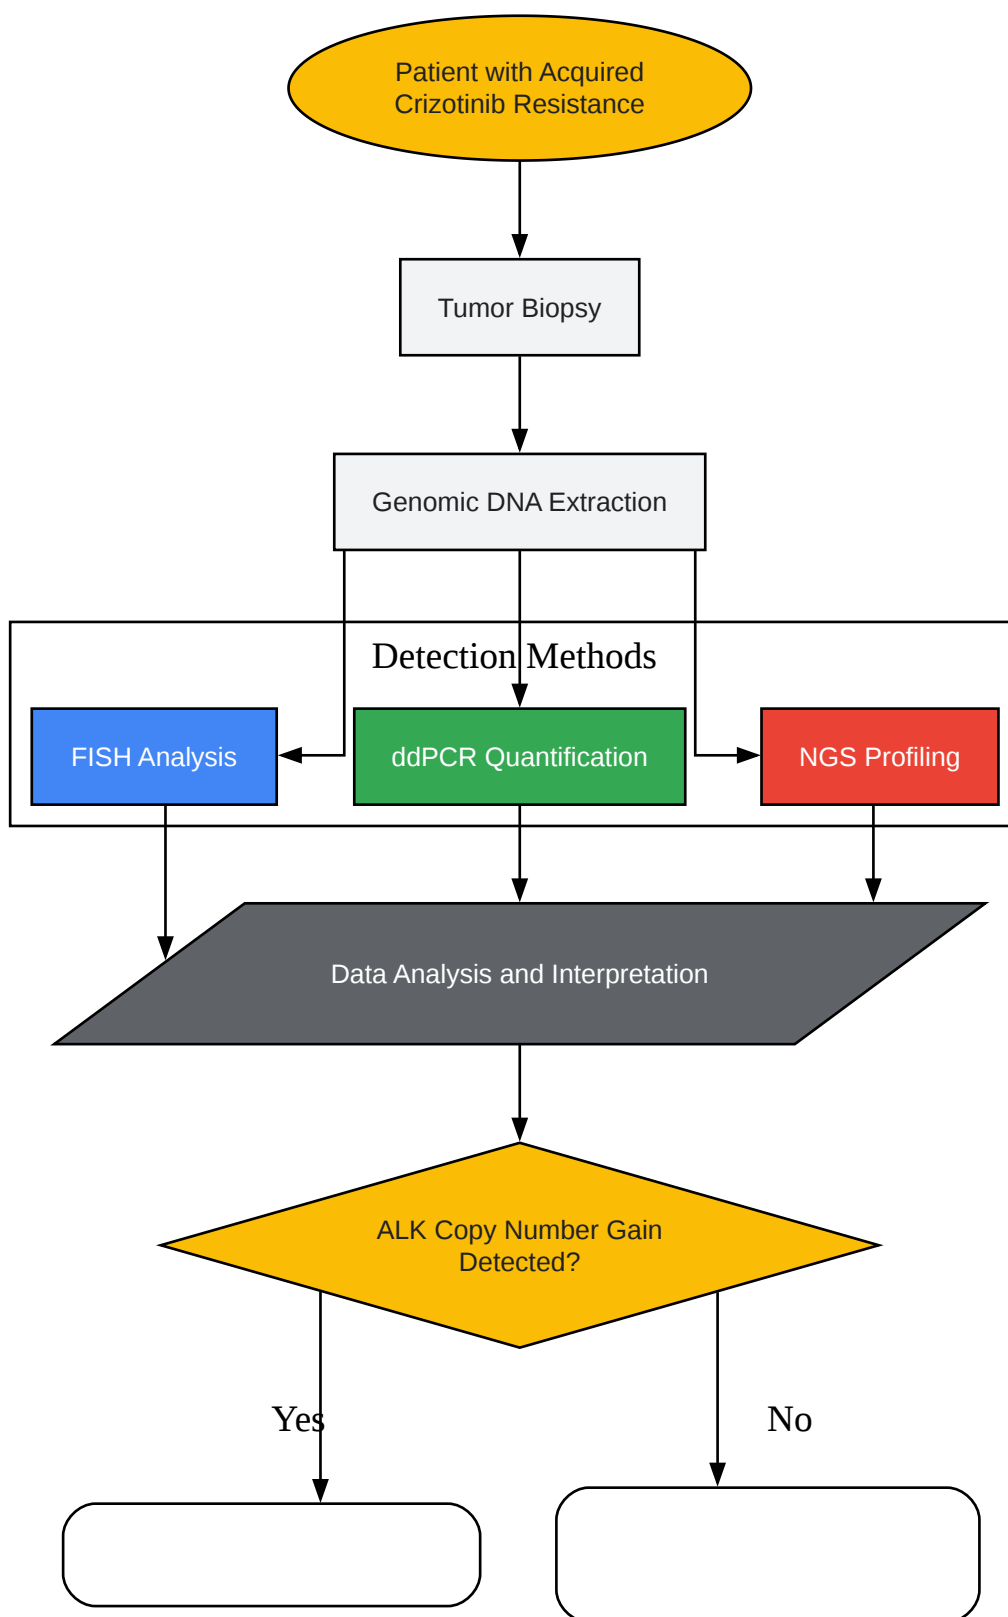 Patient with Acquired
Crizotinib Resistance
Tumor Biopsy
Genomic DNA Extraction
Detection Methods
FISH Analysis
ddPCR Quantification
NGS Profiling
Data Analysis and Interpretation
ALK Copy Number Gain
Detected?
Yes
No